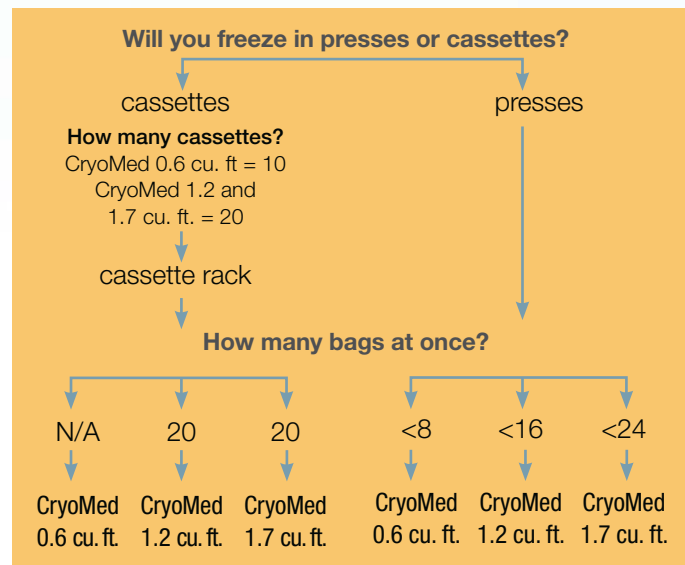 Will you freeze in presses or cassettes?
cassettes
presses
How many cassettes?
CryoMed 0.6 cu. ft = 10
CryoMed 1.2 and
1.7 cu. ft. = 20
cassette rack
How many bags at once?
N/A
20
20
<8
<16
<24
CryoMed
0.6 cu. ft.
CryoMed
1.2 cu. ft.
CryoMed
1.7 cu. ft.
CryoMed
0.6 cu. ft.
CryoMed
1.2 cu. ft.
CryoMed
1.7 cu. ft.